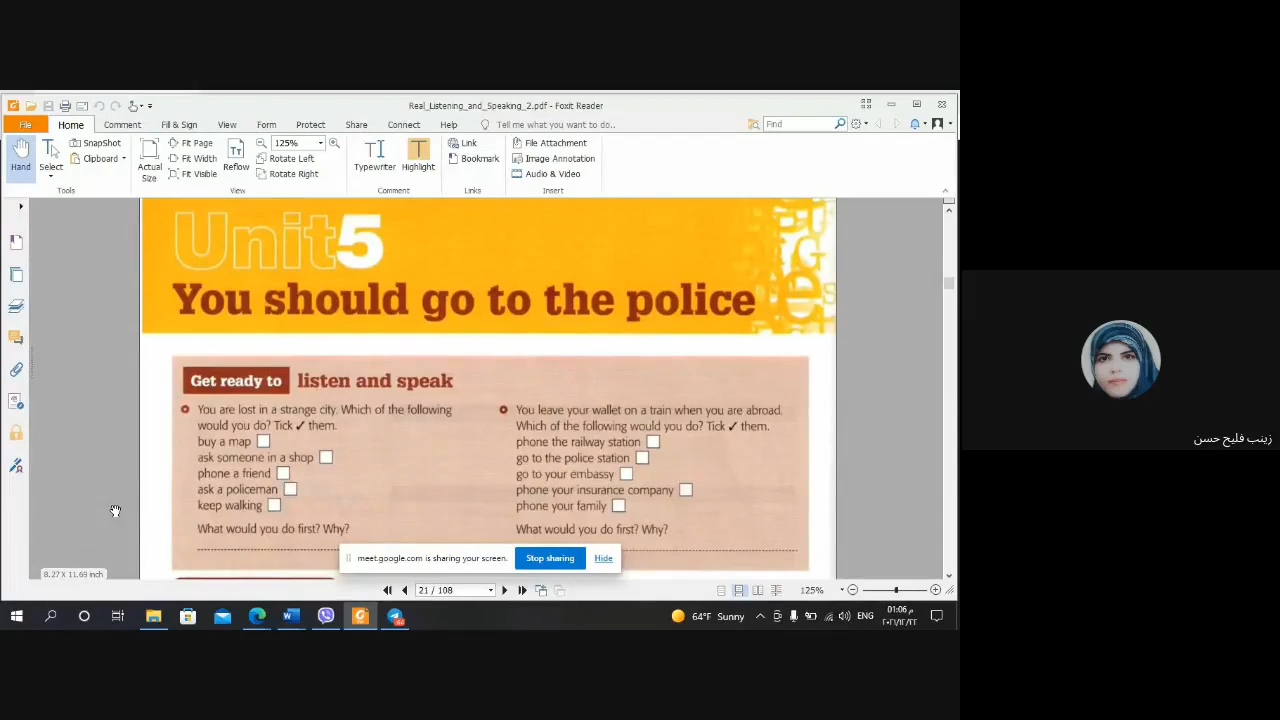 Real_Listening_and_Speaking_2.pdf - Foxit Reader
File Home Comment Fill & Sign View Form Protect Share Connect Help Tell me what you want to do.. Find
Hand
Select
SnapShot
Clipboard
Tools
Actual Size
Fit Page
Fit Width
Fit Visible
Reflow
125%
Rotate Left
Rotate Right
View
Typewriter
Highlight
Comment
Link
Bookmark
Links
File Attachment
Image Annotation
Audio & Video
Insert
Unit 5
You should go to the police
Get ready to listen and speak
You are lost in a strange city. Which of the following
would you do? Tick ✓ them.
buy a map
ask someone in a shop
phone a friend
ask a policeman
keep walking
What would you do first? Why?
You leave your wallet on a train when you are abroad.
Which of the following would you do? Tick ✓ them.
phone the railway station
go to the police station
go to your embassy
phone your insurance company
phone your family
What would you do first? Why?
meet.google.com is sharing your screen. Stop sharing Hide
8.27 X 11.69 inch
21 / 108
125%
64°F Sunny
ENG
01:06 م
زينب فليح حسن